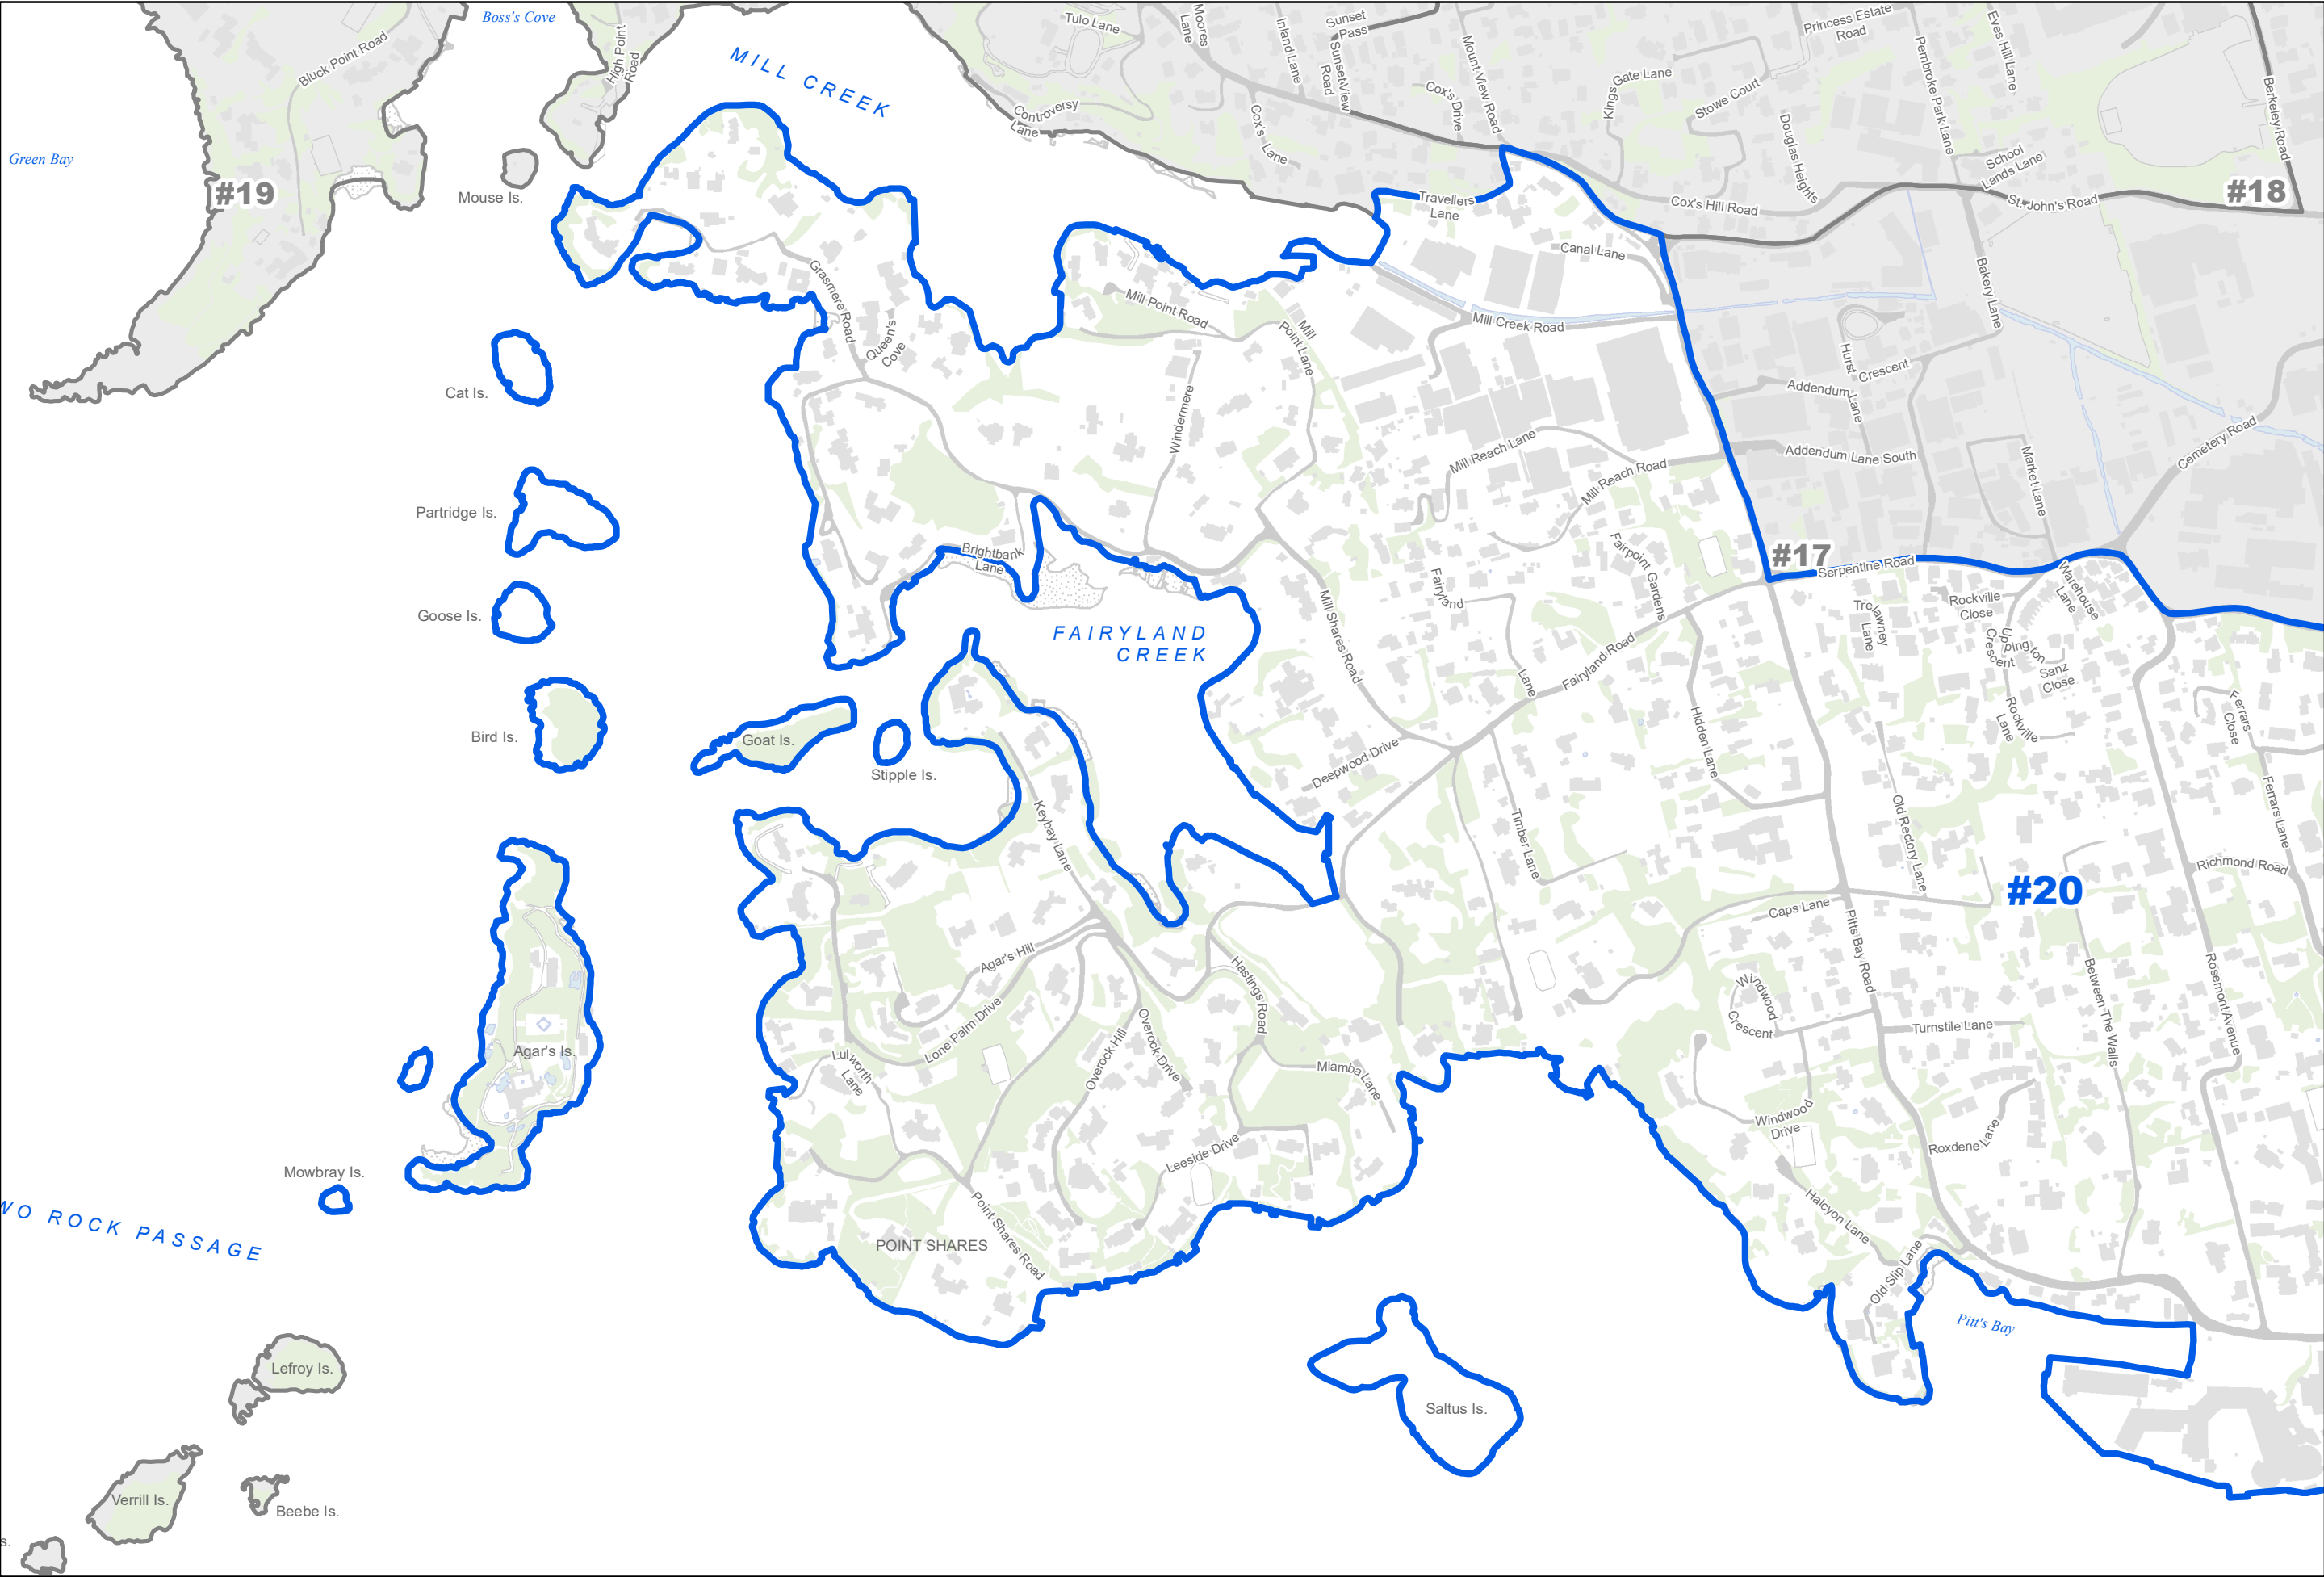 Boss's Cove
Bluck Point Road
High Point
Road
MILL CREEK
Tulo Lane
Moores
Lane
Inland Lane
Sunset
Pass
Sunset View
Road
Mount View Road
Cox's Drive
Princess Estate
Road
Eves Hill Lane
Pembroke Park Lane
Berkeley Road
Kings
Gate Lane
Stowe Court
Controversy
Lane
Cox's Lane
Douglas Heights
School
Lands Lane
Green Bay
#19
Mouse Is.
Travellers
Lane
Cox's Hill Road
St. John's Road
#18
Canal Lane
Grasmere Road
Mill Point Road
Mill
Point Lane
Mill Creek Road
Bakery Lane
Queen's
Cove
Hurst
Crescent
Addendum
Lane
Cat Is.
Windermere
Mill Reach Lane
Mill Reach Road
Addendum Lane South
Market Lane
Cemetery Road
Partridge Is.
Brightbank
Lane
Fairpoint Gardens
#17
Serpentine Road
Warehouse
Lane
Goose Is.
FAIRYLAND
CREEK
Mill Shares Road
Fairyland
Lane
Fairyland Road
Trelawney
Lane
Rockville
Close
Uppington
Crescent
Sanz
Close
Rockville
Lane
Ferrars
Close
Bird Is.
Goat Is.
Stipple Is.
Deepwood Drive
Hidden Lane
Keybay Lane
Timber Lane
Old Rectory Lane
Ferrars Lane
Richmond Road
#20
Caps Lane
Pitts Bay Road
Agar's Hill
Hastings Road
Windwood
Crescent
Between The Walls
Rosemont Avenue
Agar's Is.
Lone Palm Drive
Overock Hill
Overock Drive
Turnstile Lane
Lulworth
Lane
Miamba Lane
Windwood
Drive
Roxdene Lane
Mowbray Is.
Leeside Drive
WO ROCK PASSAGE
POINT SHARES
Point Shares Road
Halcyon Lane
Old Slip Lane
Pitt's Bay
Lefroy Is.
Saltus Is.
Verrill Is.
Beebe Is.
s.